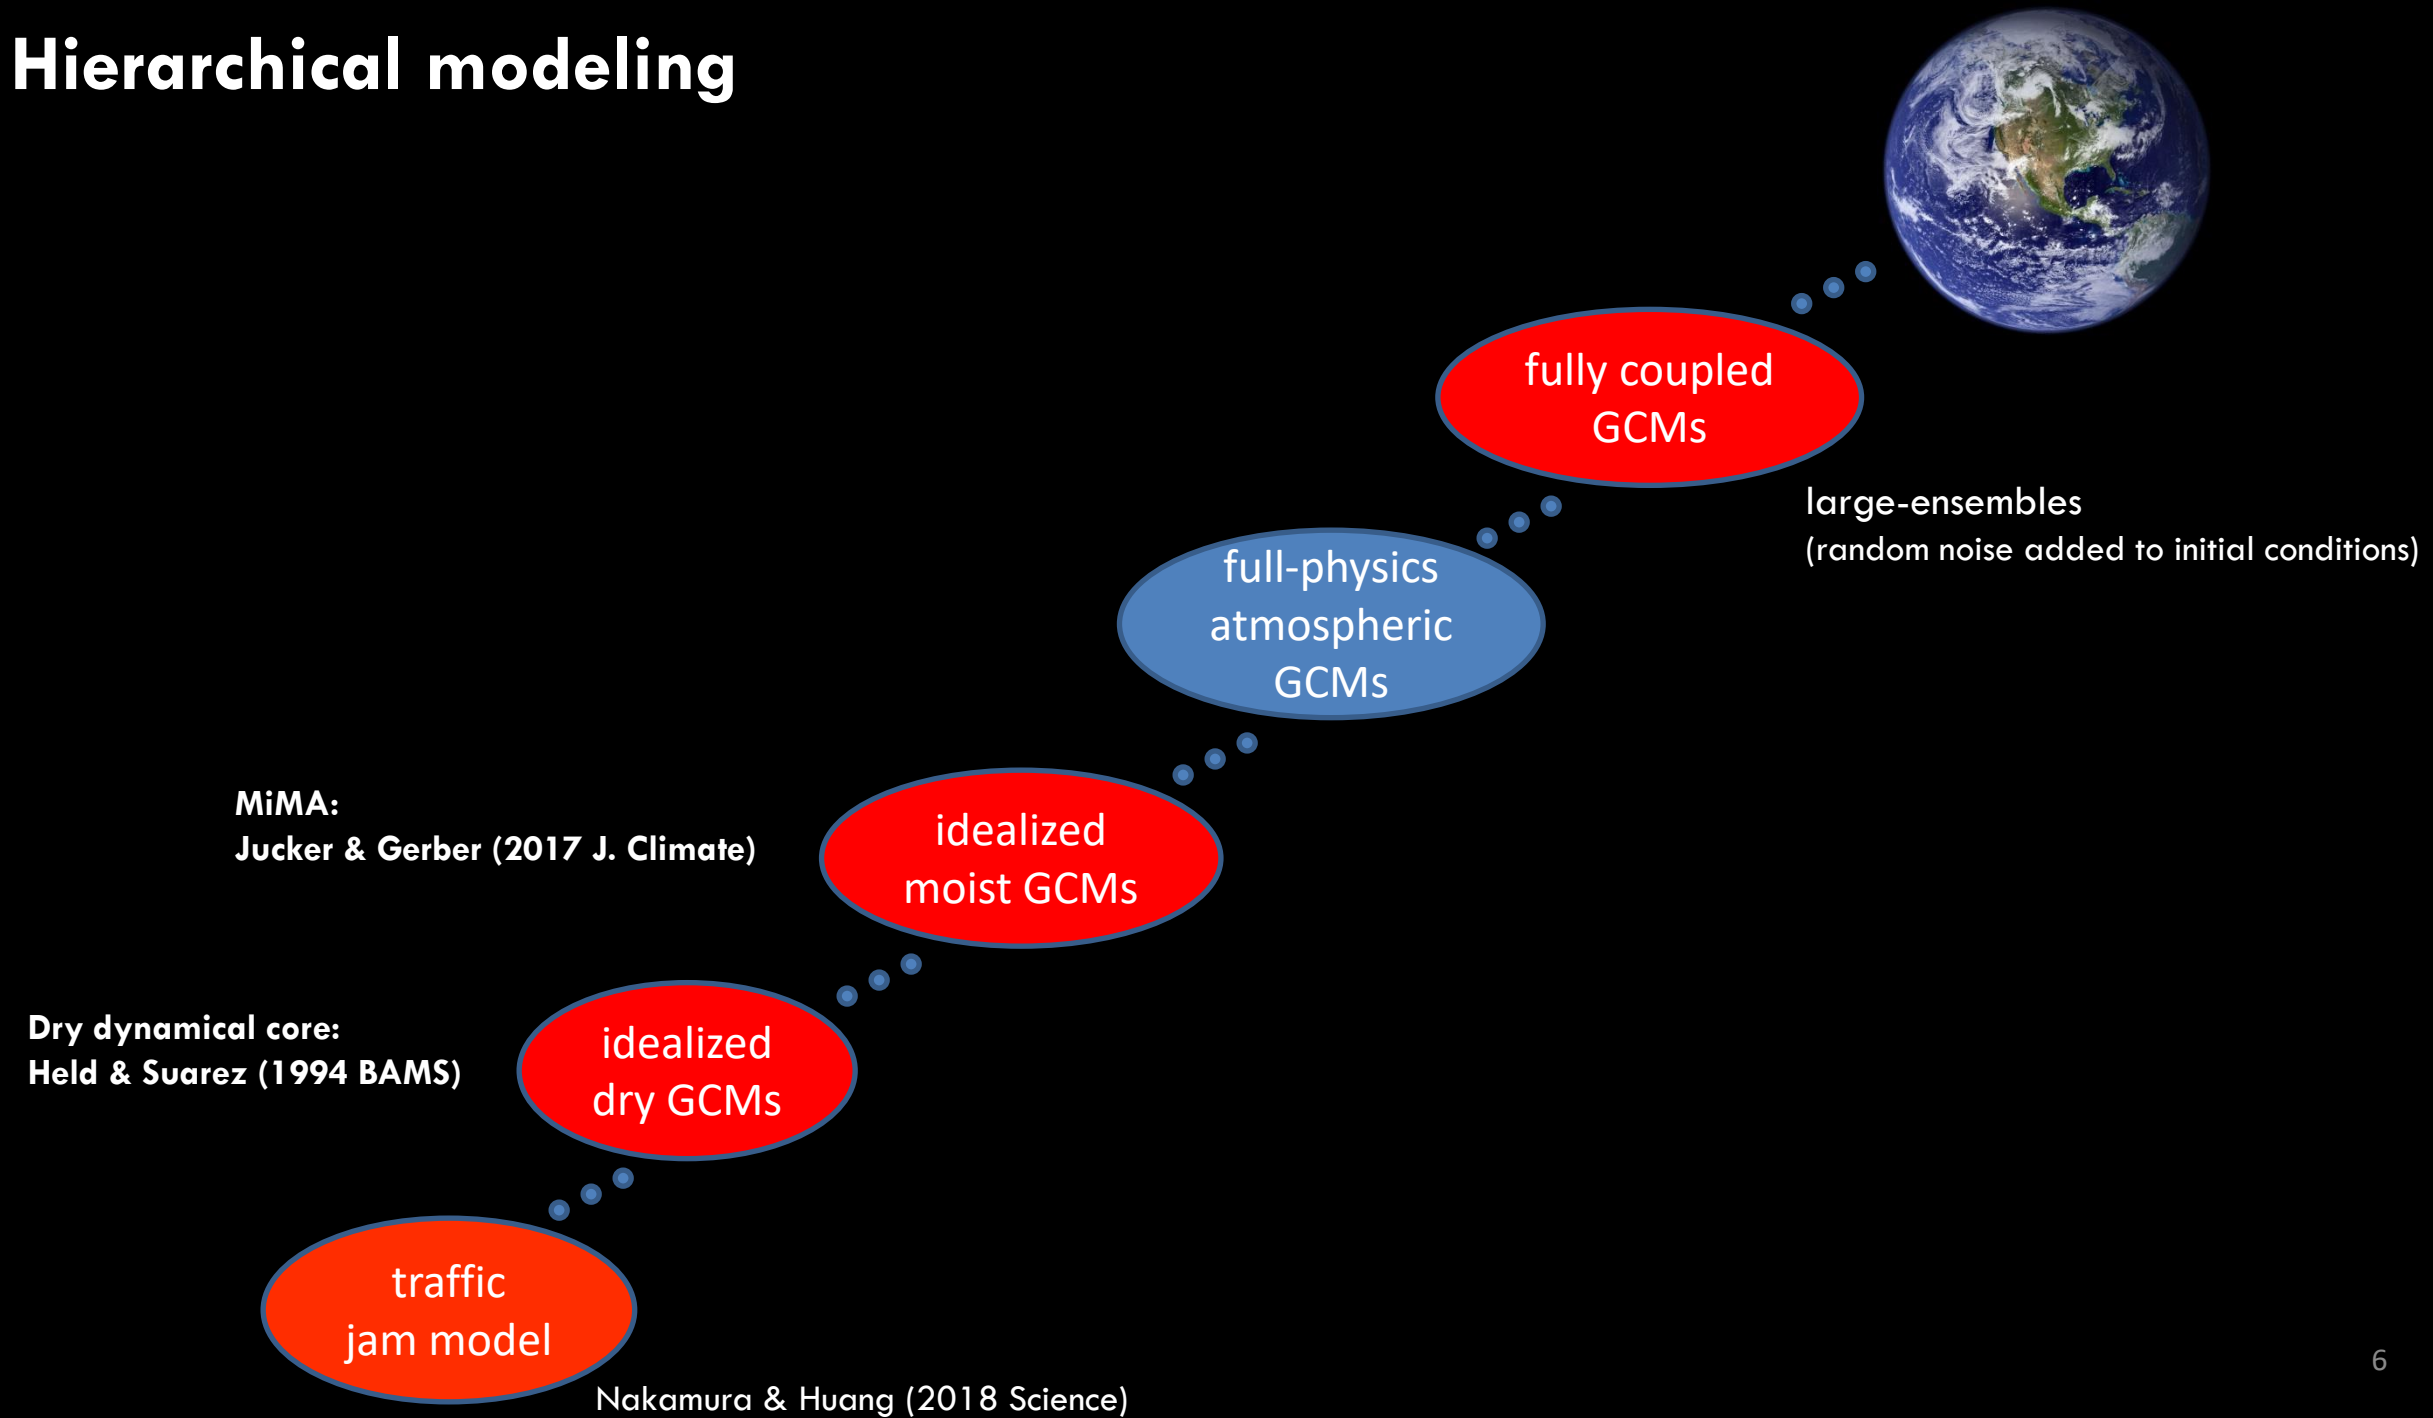 Hierarchical modeling
fully coupled
GCMs
large-ensembles
(random noise added to initial conditions)
full-physics
atmospheric
GCMs
MiMA:
Jucker & Gerber (2017 J. Climate)
idealized
moist GCMs
Dry dynamical core:
Held & Suarez (1994 BAMS)
idealized
dry GCMs
traffic
jam model
Nakamura & Huang (2018 Science)
6